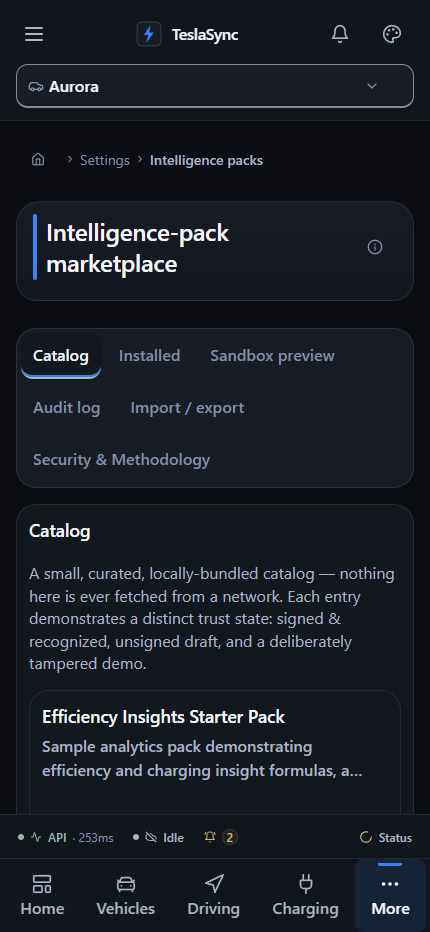 TeslaSync
Aurora
Settings
Intelligence packs
Intelligence-pack
marketplace
Catalog
Installed
Sandbox preview
Audit log
Import / export
Security & Methodology
Catalog
A small, curated, locally-bundled catalog — nothing
here is ever fetched from a network. Each entry
demonstrates a distinct trust state: signed &
recognized, unsigned draft, and a deliberately
tampered demo.
Efficiency Insights Starter Pack
Sample analytics pack demonstrating
efficiency and charging insight formulas, a…
API · 253ms
Idle
2
Status
Home
Vehicles
Driving
Charging
More